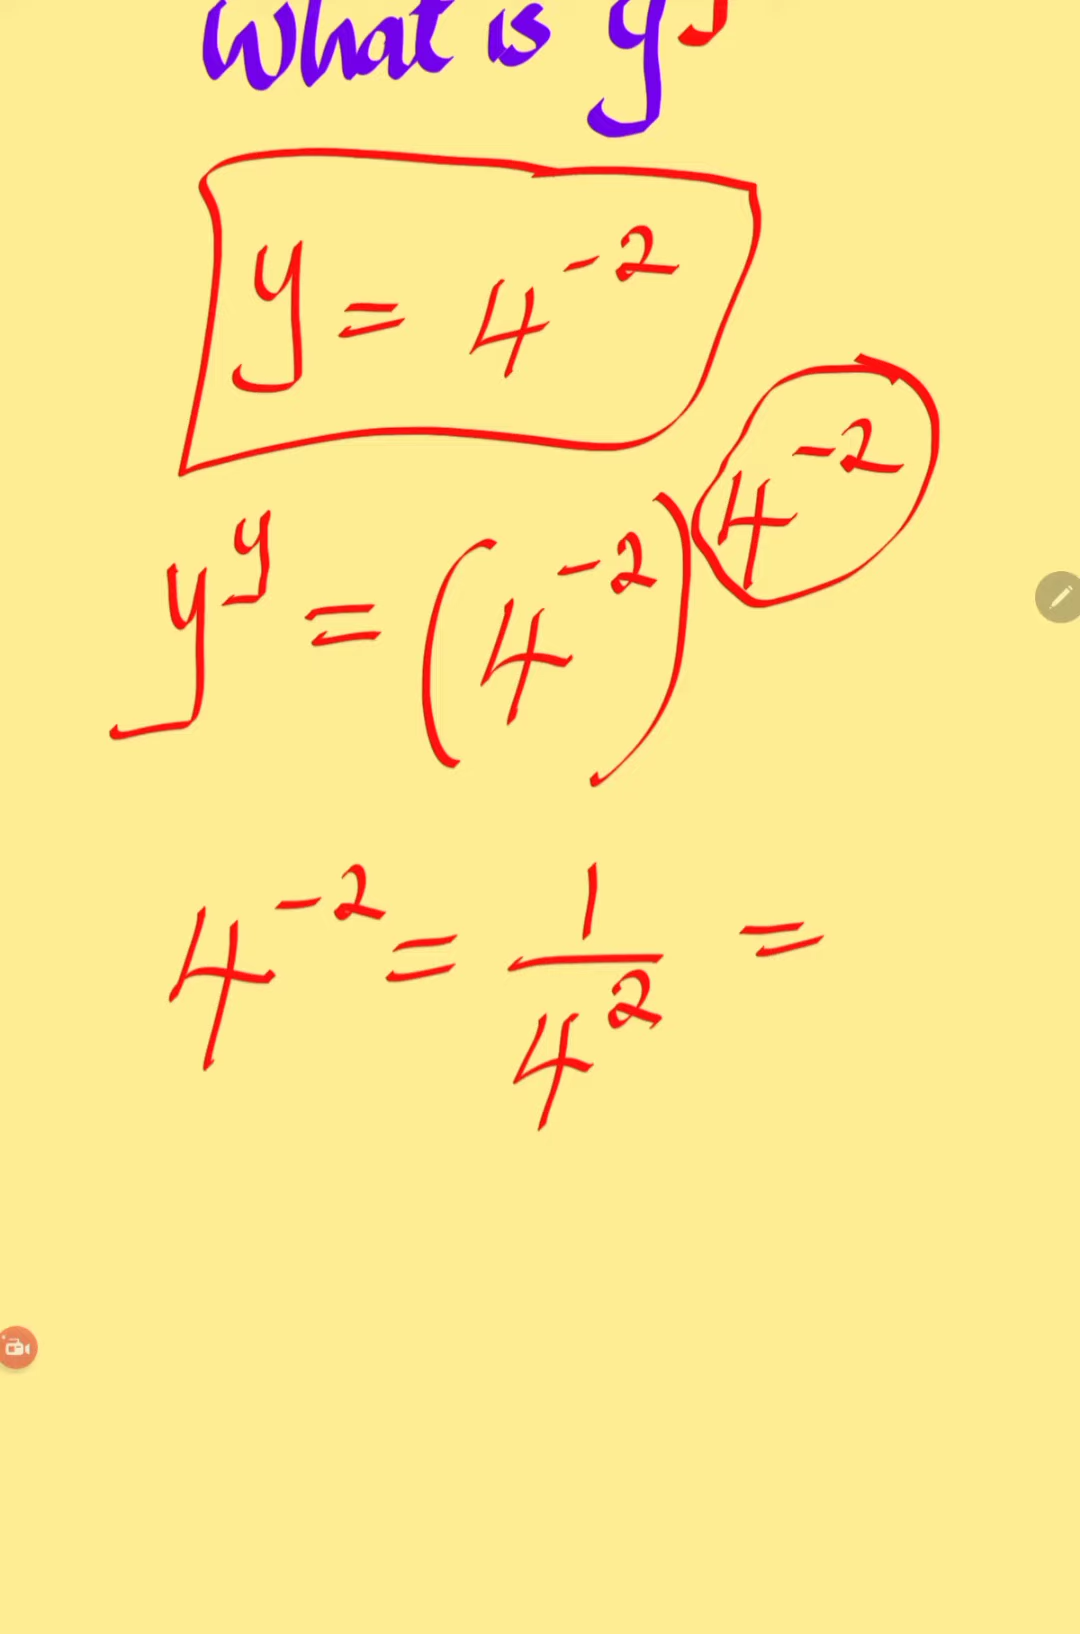 What is y^y
y = 4^-2
y^y = (4^-2)^4^-2
4^-2 = 1/4^2 =